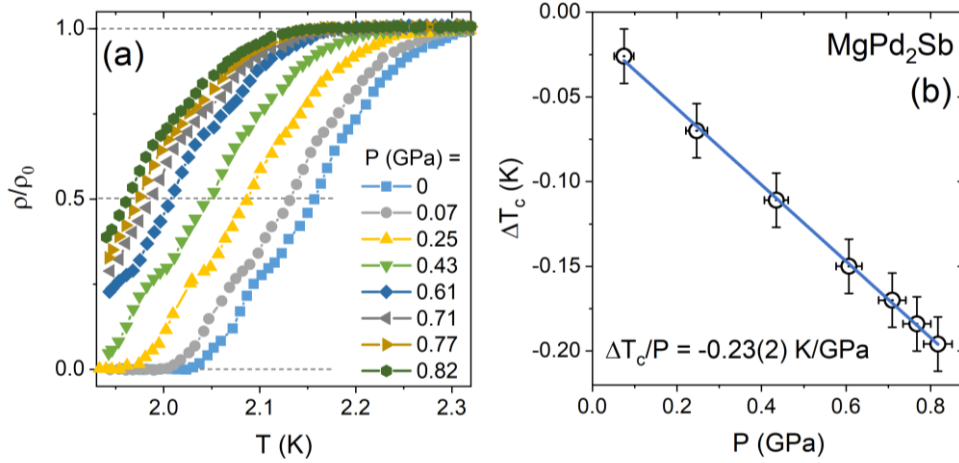 (a)
ρ/ρ₀
1.0
0.5
0.0
2.0 2.1 2.2 2.3
T (K)
P (GPa) =
0
0.07
0.25
0.43
0.61
0.71
0.77
0.82
MgPd₂Sb
(b)
ΔT_c (K)
0.00
-0.05
-0.10
-0.15
-0.20
ΔT_c/P = -0.23(2) K/GPa
0.0 0.2 0.4 0.6 0.8
P (GPa)